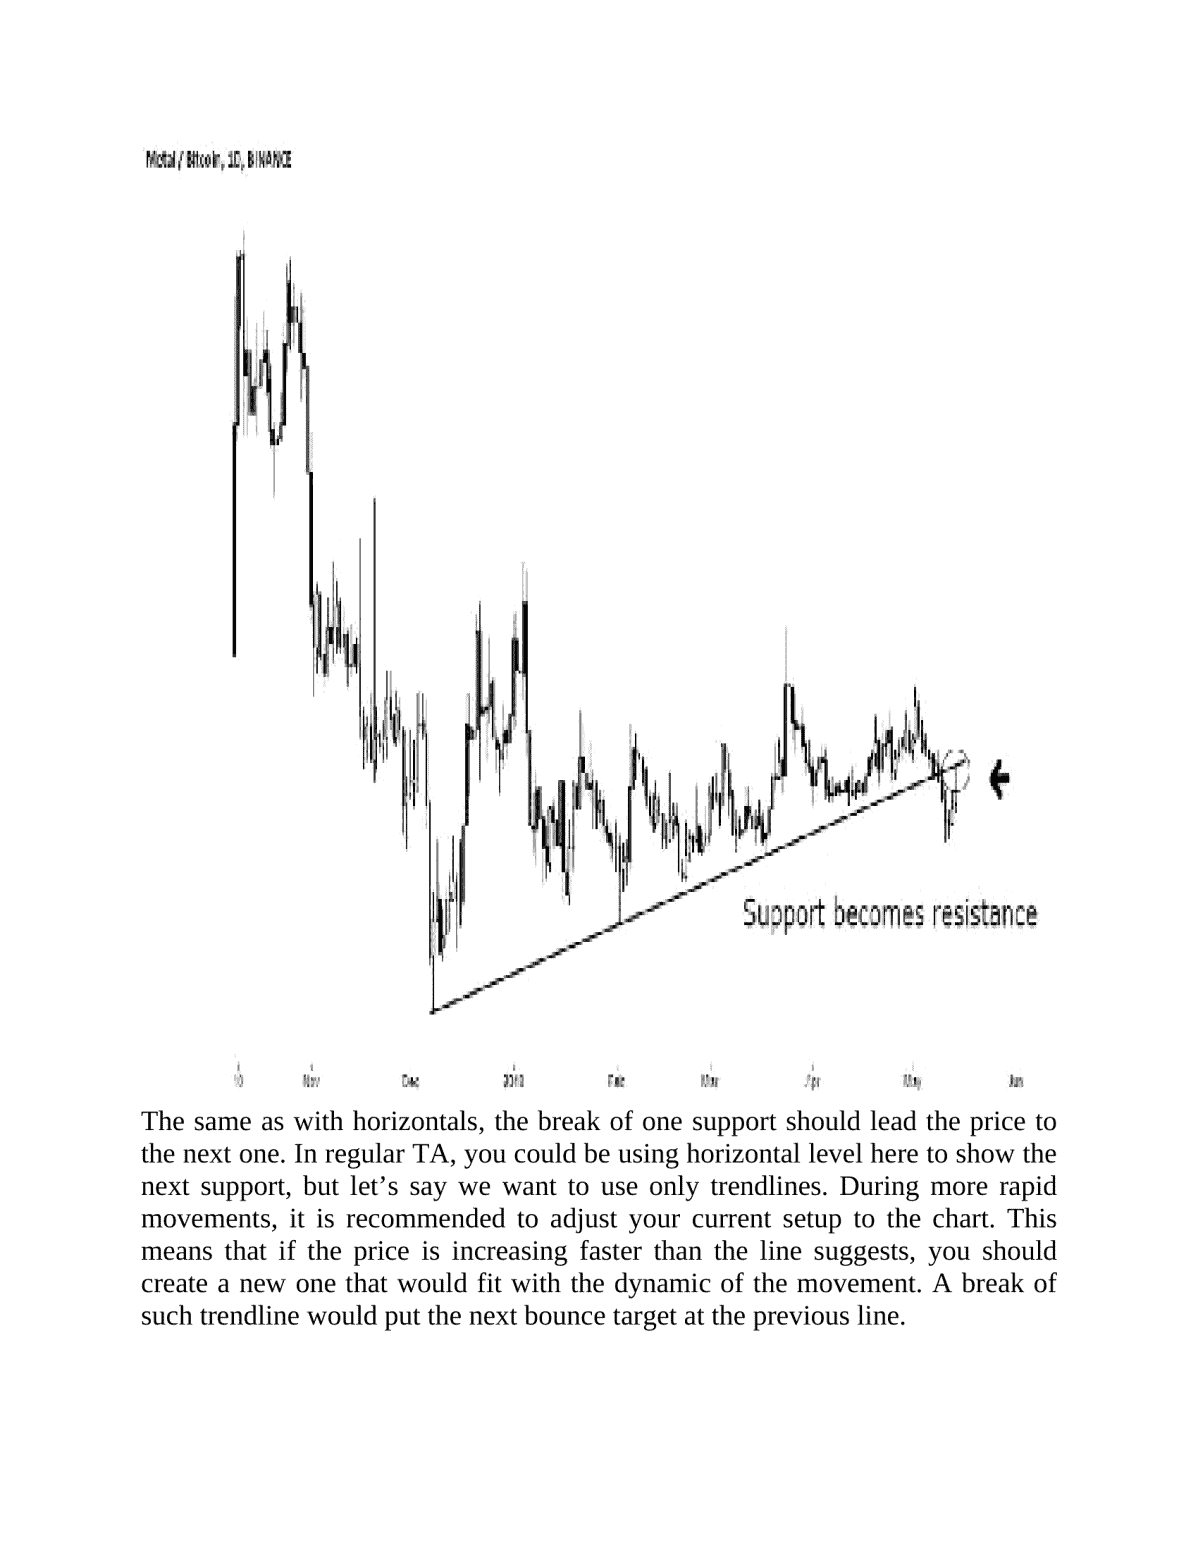 Metal / Bitcoin, 1D, BINANCE
Support becomes resistance
10 Nov Dec 2018 Feb Mar Apr May Jun
The same as with horizontals, the break of one support should lead the price to
the next one. In regular TA, you could be using horizontal level here to show the
next support, but let’s say we want to use only trendlines. During more rapid
movements, it is recommended to adjust your current setup to the chart. This
means that if the price is increasing faster than the line suggests, you should
create a new one that would fit with the dynamic of the movement. A break of
such trendline would put the next bounce target at the previous line.